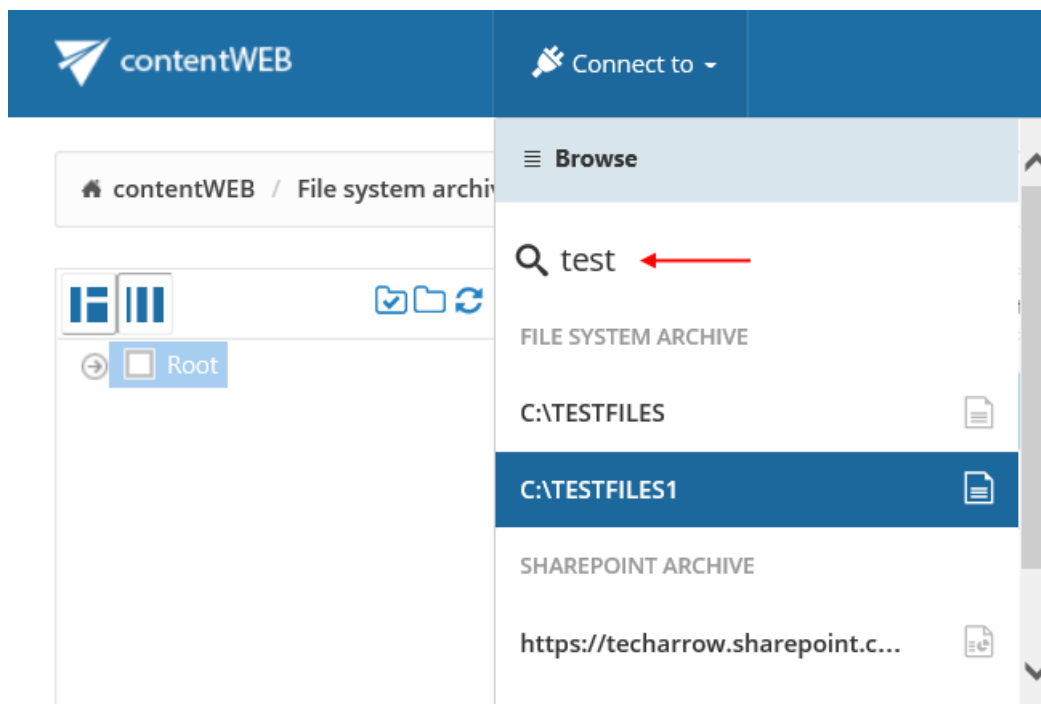 contentWEB
Connect to
Browse
contentWEB / File system archiv
test
FILE SYSTEM ARCHIVE
Root
C:\TESTFILES
C:\TESTFILES1
SHAREPOINT ARCHIVE
https://techarrow.sharepoint.c...